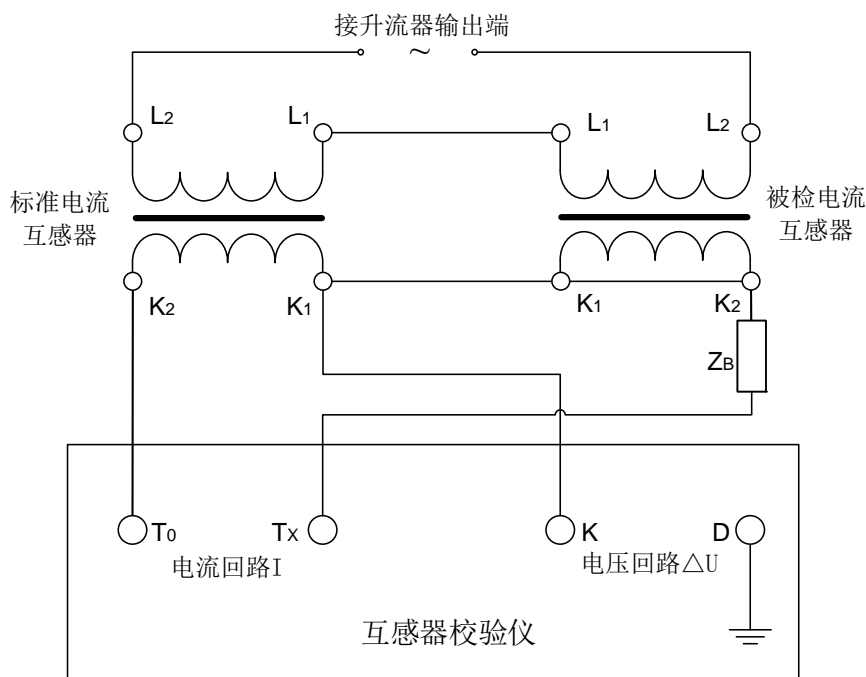 接升流器输出端
~
L2 L1 L1 L2
标准电流
互感器
被检电流
互感器
K2 K1 K1 K2
ZB
T0 TX K D
电流回路I 电压回路△U
互感器校验仪